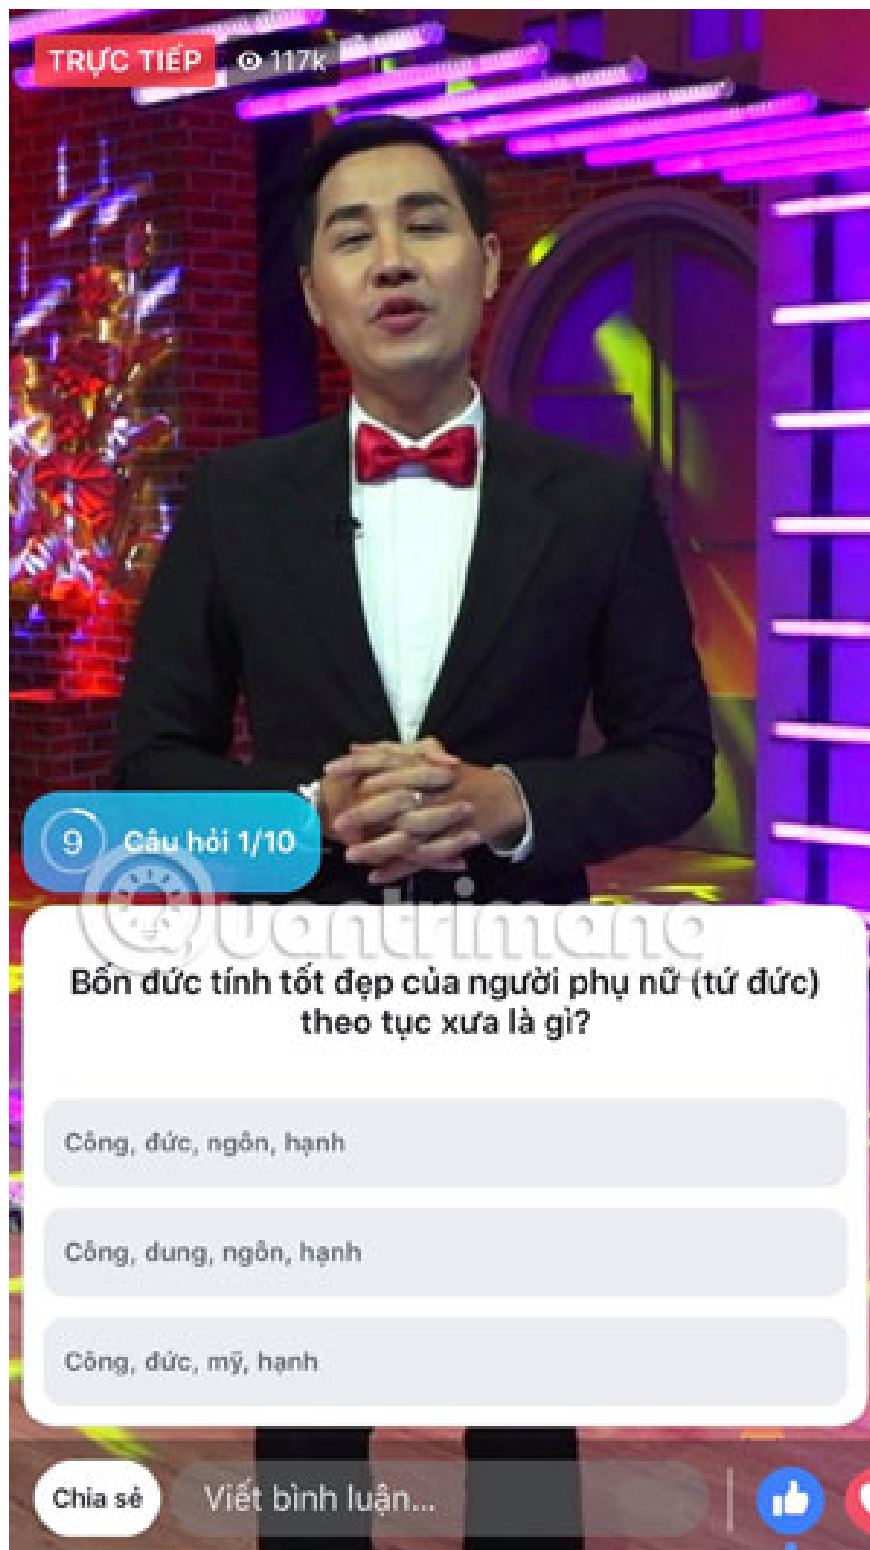 TRỰC TIẾP 117k
9 Câu hỏi 1/10
Quantrimang
Bốn đức tính tốt đẹp của người phụ nữ (tứ đức)
theo tục xưa là gì?
Công, đức, ngôn, hạnh
Công, dung, ngôn, hạnh
Công, đức, mỹ, hạnh
Chia sẻ Viết bình luận...